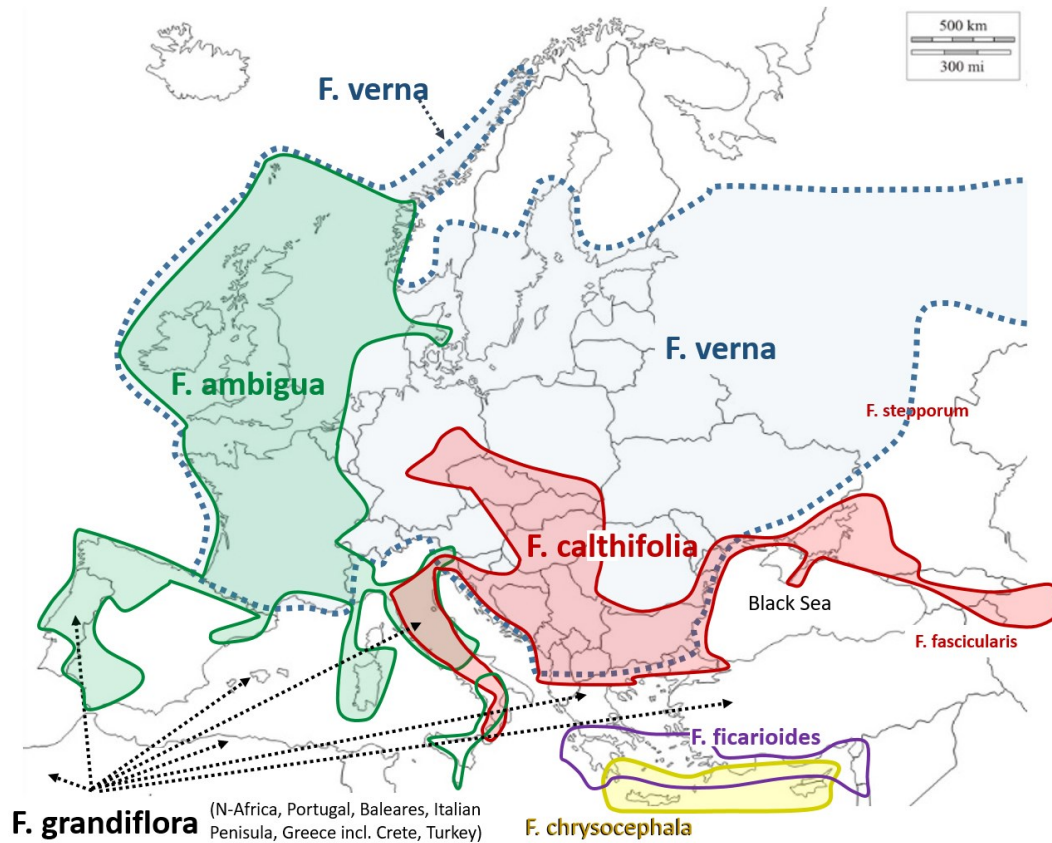 500 km
300 mi
F. verna
F. verna
F. ambigua
F. stepporum
F. calthifolia
Black Sea
F. fascicularis
F. ficarioides
F. grandiflora
(N-Africa, Portugal, Baleares, Italian
Penisula, Greece incl. Crete, Turkey)
F. chrysocephala